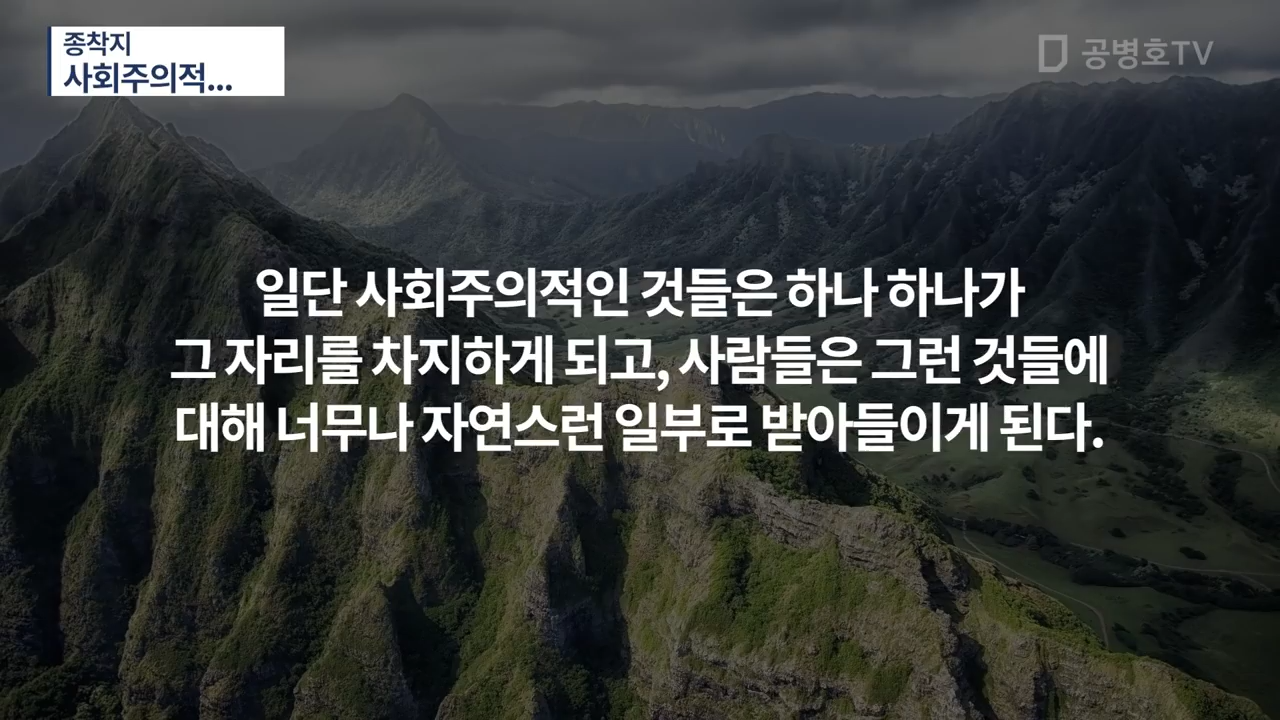 종착지
사회주의적...
공병호TV
일단 사회주의적인 것들은 하나 하나가
그 자리를 차지하게 되고, 사람들은 그런 것들에
대해 너무나 자연스런 일부로 받아들이게 된다.